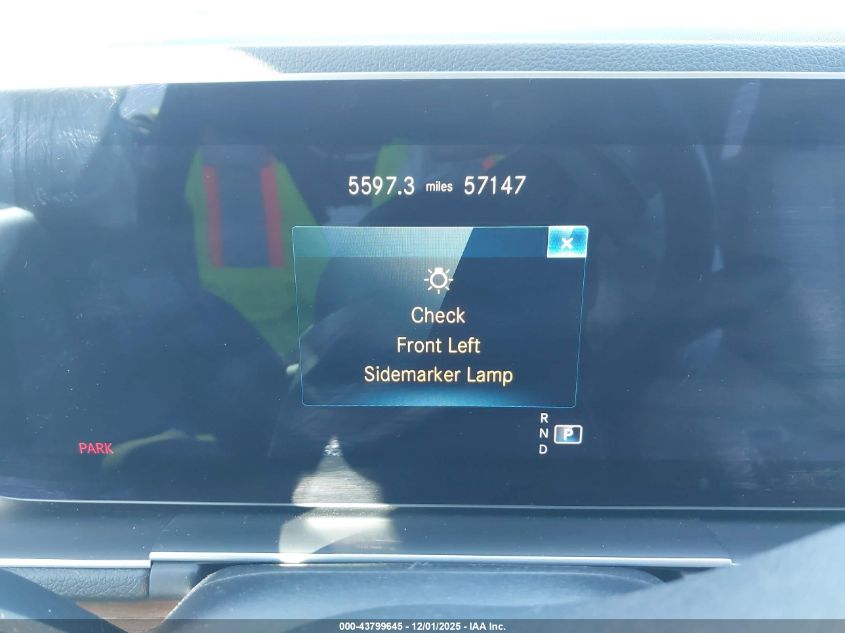 5597.3 miles 57147
Check
Front Left
Sidemarker Lamp
R
N P
D
PARK
000-43799645 - 12/01/2025 - IAA Inc.